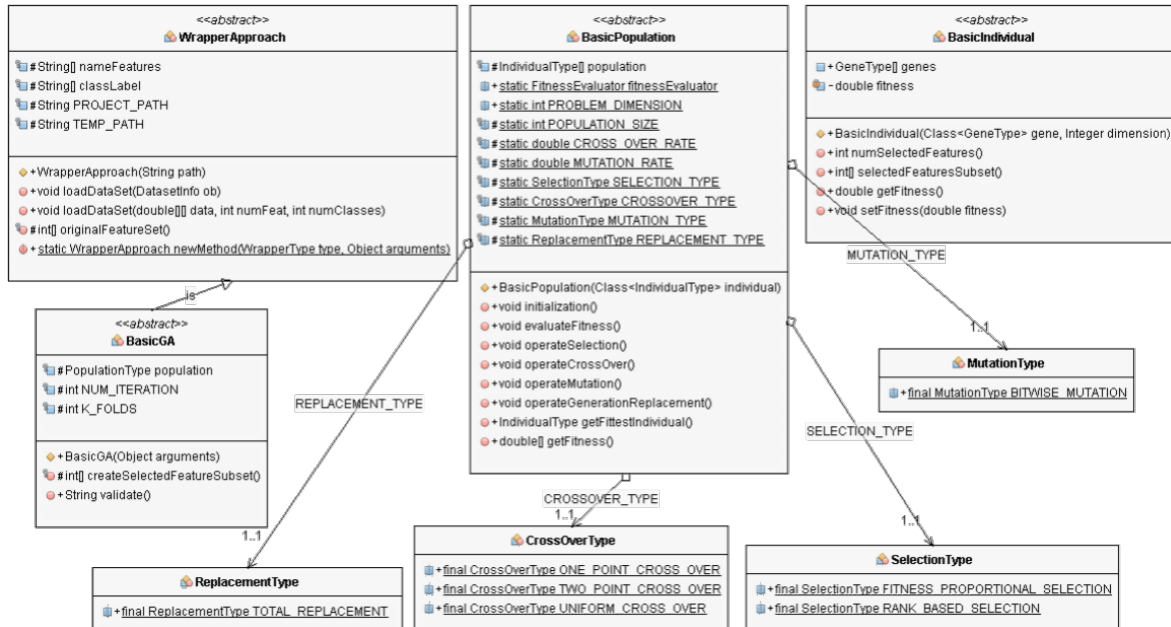 <<abstract>>
WrapperApproach
#String[] nameFeatures
#String[] classLabel
#String PROJECT_PATH
#String TEMP_PATH
+WrapperApproach(String path)
+void loadDataSet(DatasetInfo ob)
+void loadDataSet(double[][] data, int numFeat, int numClasses)
#int[] originalFeatureSet()
+static WrapperApproach newMethod(WrapperType type, Object arguments)
<<abstract>>
BasicPopulation
#IndividualType[] population
+static FitnessEvaluator fitnessEvaluator
+static int PROBLEM_DIMENSION
#static int POPULATION_SIZE
#static double CROSS_OVER_RATE
#static double MUTATION_RATE
#static SelectionType SELECTION_TYPE
#static CrossOverType CROSSOVER_TYPE
#static MutationType MUTATION_TYPE
#static ReplacementType REPLACEMENT_TYPE
+BasicPopulation(Class<IndividualType> individual)
+void initialization()
+void evaluateFitness()
+void operateSelection()
+void operateCrossOver()
+void operateMutation()
+void operateGenerationReplacement()
+IndividualType getFittestIndividual()
+double[] getFitness()
<<abstract>>
BasicIndividual
+GeneType[] genes
-double fitness
+BasicIndividual(Class<GeneType> gene, Integer dimension)
+int numSelectedFeatures()
+int[] selectedFeaturesSubset()
+double getFitness()
+void setFitness(double fitness)
is
<<abstract>>
BasicGA
#PopulationType population
#int NUM_ITERATION
#int K_FOLDS
+BasicGA(Object arguments)
#int[] createSelectedFeatureSubset()
+String validate()
MUTATION_TYPE
1..1
MutationType
+final MutationType BITWISE_MUTATION
REPLACEMENT_TYPE
1..1
SELECTION_TYPE
1..1
CROSSOVER_TYPE
1..1
ReplacementType
+final ReplacementType TOTAL_REPLACEMENT
CrossOverType
+final CrossOverType ONE_POINT_CROSS_OVER
+final CrossOverType TWO_POINT_CROSS_OVER
+final CrossOverType UNIFORM_CROSS_OVER
SelectionType
+final SelectionType FITNESS_PROPORTIONAL_SELECTION
+final SelectionType RANK_BASED_SELECTION